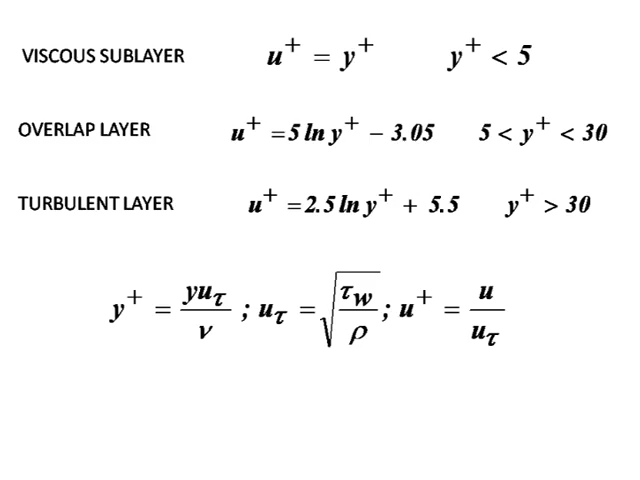 VISCOUS SUBLAYER u⁺ = y⁺ y⁺ < 5
OVERLAP LAYER u⁺ = 5 ln y⁺ − 3.05 5 < y⁺ < 30
TURBULENT LAYER u⁺ = 2.5 ln y⁺ + 5.5 y⁺ > 30
y⁺ = yu_τ / ν ; u_τ = √(τ_w / ρ) ; u⁺ = u / u_τ